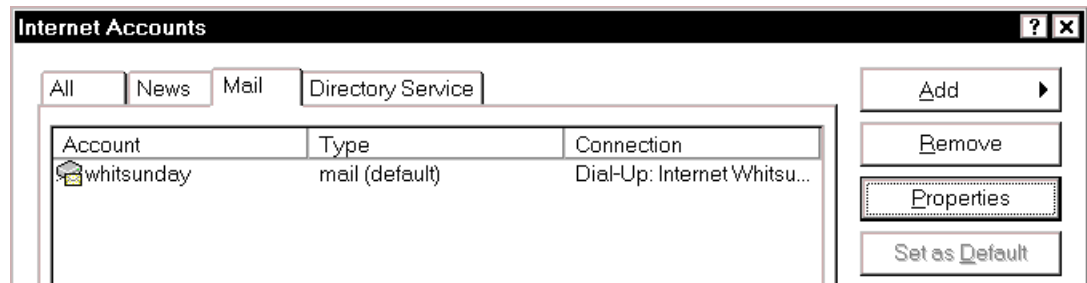 Internet Accounts
All News Mail Directory Service
Add
Account Type Connection
Remove
whitsunday mail (default) Dial-Up: Internet Whitsu...
Properties
Set as Default